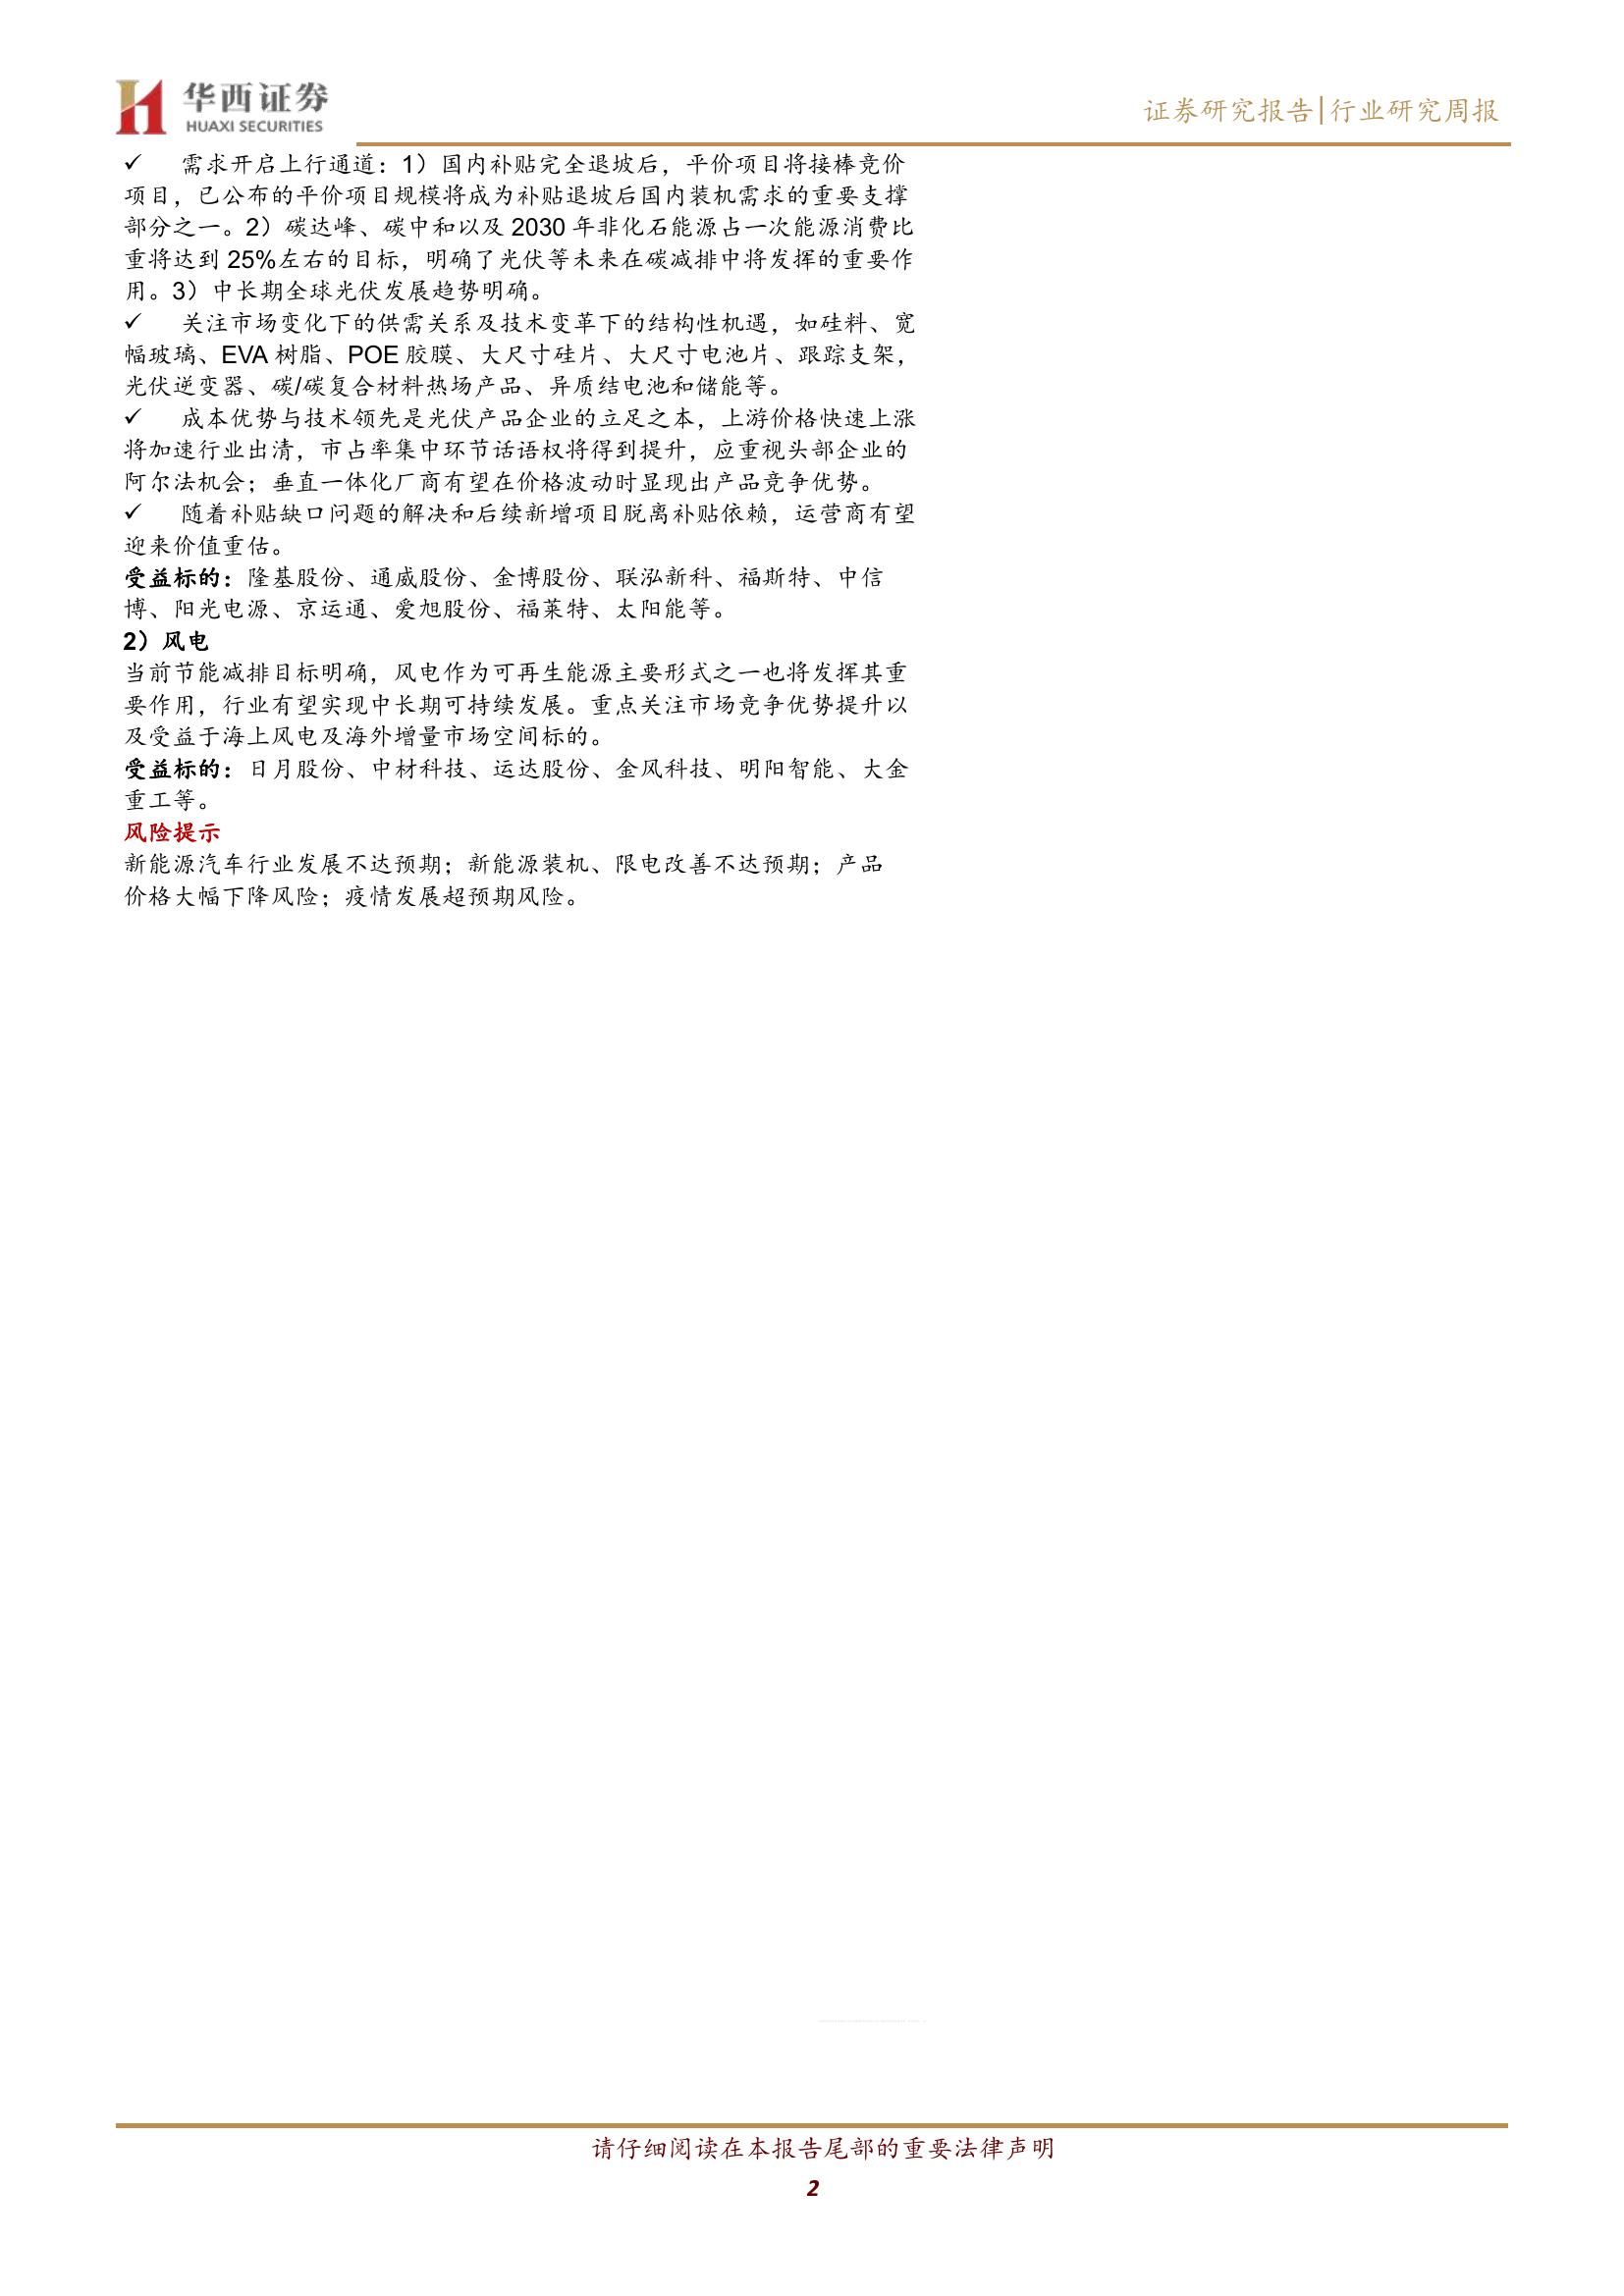 华西证券
HUAXI SECURITIES
证券研究报告|行业研究周报
✓ 需求开启上行通道：1）国内补贴完全退坡后，平价项目将接棒竞价
项目，已公布的平价项目规模将成为补贴退坡后国内装机需求的重要支撑
部分之一。2）碳达峰、碳中和以及 2030 年非化石能源占一次能源消费比
重将达到 25%左右的目标，明确了光伏等未来在碳减排中将发挥的重要作
用。3）中长期全球光伏发展趋势明确。
✓ 关注市场变化下的供需关系及技术变革下的结构性机遇，如硅料、宽
幅玻璃、EVA 树脂、POE 胶膜、大尺寸硅片、大尺寸电池片、跟踪支架，
光伏逆变器、碳/碳复合材料热场产品、异质结电池和储能等。
✓ 成本优势与技术领先是光伏产品企业的立足之本，上游价格快速上涨
将加速行业出清，市占率集中环节话语权将得到提升，应重视头部企业的
阿尔法机会；垂直一体化厂商有望在价格波动时显现出产品竞争优势。
✓ 随着补贴缺口问题的解决和后续新增项目脱离补贴依赖，运营商有望
迎来价值重估。
受益标的：隆基股份、通威股份、金博股份、联泓新科、福斯特、中信
博、阳光电源、京运通、爱旭股份、福莱特、太阳能等。
2）风电
当前节能减排目标明确，风电作为可再生能源主要形式之一也将发挥其重
要作用，行业有望实现中长期可持续发展。重点关注市场竞争优势提升以
及受益于海上风电及海外增量市场空间标的。
受益标的：日月股份、中材科技、运达股份、金风科技、明阳智能、大金
重工等。
风险提示
新能源汽车行业发展不达预期；新能源装机、限电改善不达预期；产品
价格大幅下降风险；疫情发展超预期风险。
请仔细阅读在本报告尾部的重要法律声明
2